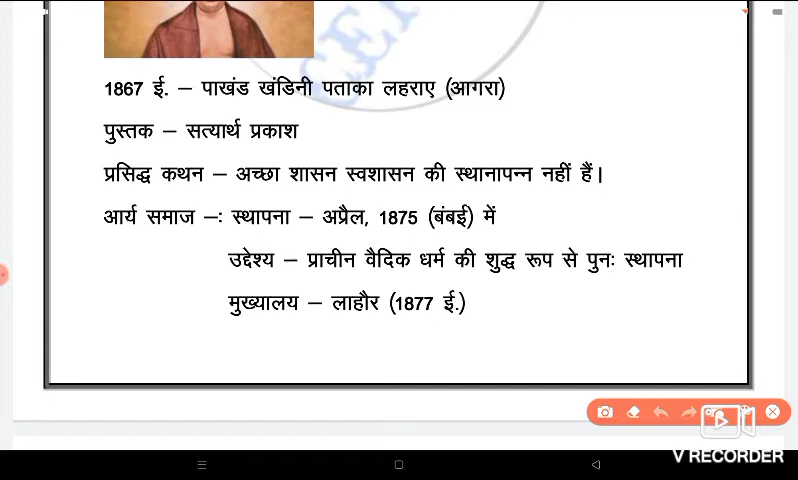 1867 ई. – पाखंड खंडिनी पताका लहराए (आगरा)
पुस्तक – सत्यार्थ प्रकाश
प्रसिद्ध कथन – अच्छा शासन स्वशासन की स्थानापन्न नहीं हैं।
आर्य समाज –: स्थापना – अप्रैल, 1875 (बंबई) में
उद्देश्य – प्राचीन वैदिक धर्म की शुद्ध रूप से पुनः स्थापना
मुख्यालय – लाहौर (1877 ई.)
V RECORDER